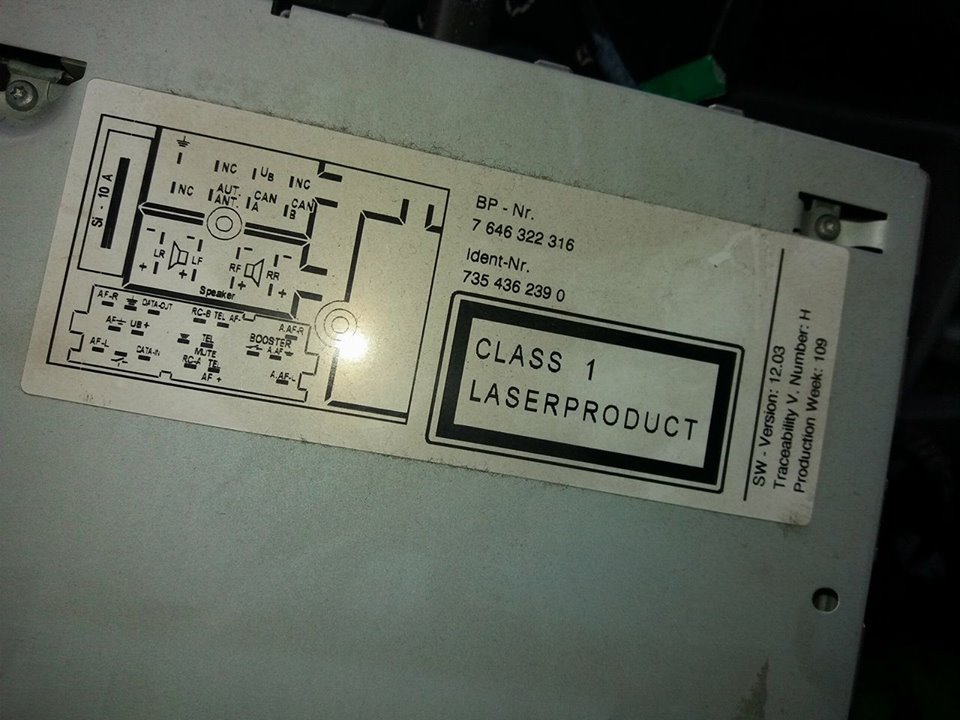 Si - 10 A
NC UB NC
NC AUT. ANT. CAN A CAN B
LR LF RF RR
Speaker
AF-R DATA-OUT RC-B TEL AF- A.AF-R
AF UB+ TEL MUTE BOOSTER A.AF
AF-L DATA-IN RC-A TEL AF + A.AF-L
BP - Nr.
7 646 322 316
Ident-Nr.
735 436 239 0
CLASS 1
LASERPRODUCT
SW - Version: 12.03
Traceability V. Number: H
Production Week: 109